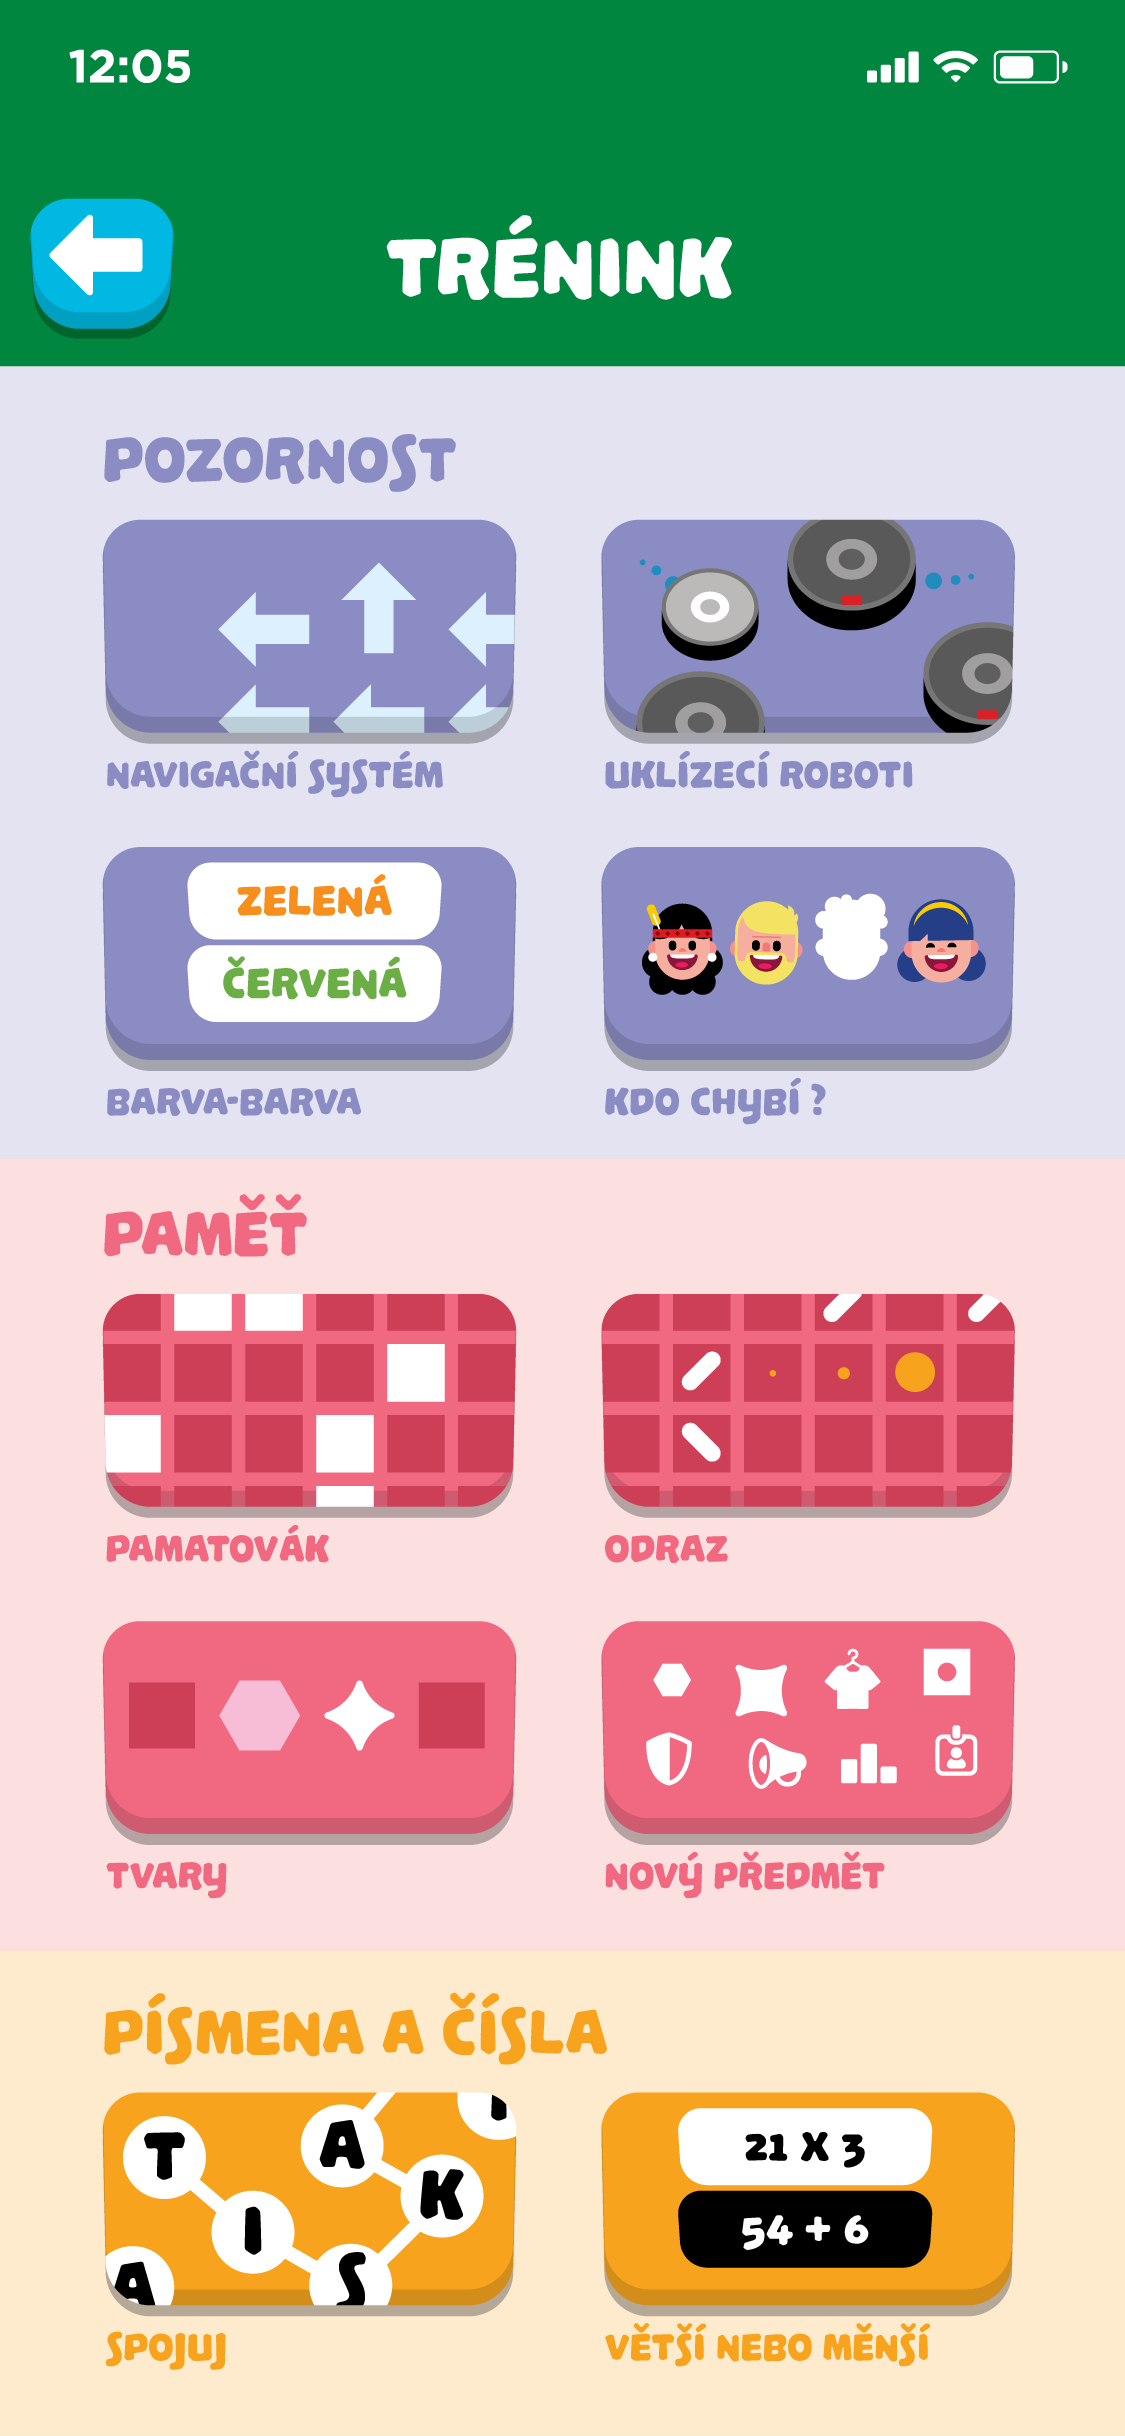 12:05
TRÉNINK
POZORNOST
NAVIGAČNÍ SYSTÉM
UKLÍZECÍ ROBOTI
ZELENÁ
ČERVENÁ
BARVA-BARVA
KDO CHYBÍ ?
PAMĚŤ
PAMATOVÁK
ODRAZ
TVARY
NOVÝ PŘEDMĚT
PÍSMENA A ČÍSLA
T
A
K
I
S
A
21 X 3
54 + 6
SPOJUJ
VĚTŠÍ NEBO MĚNŠÍ